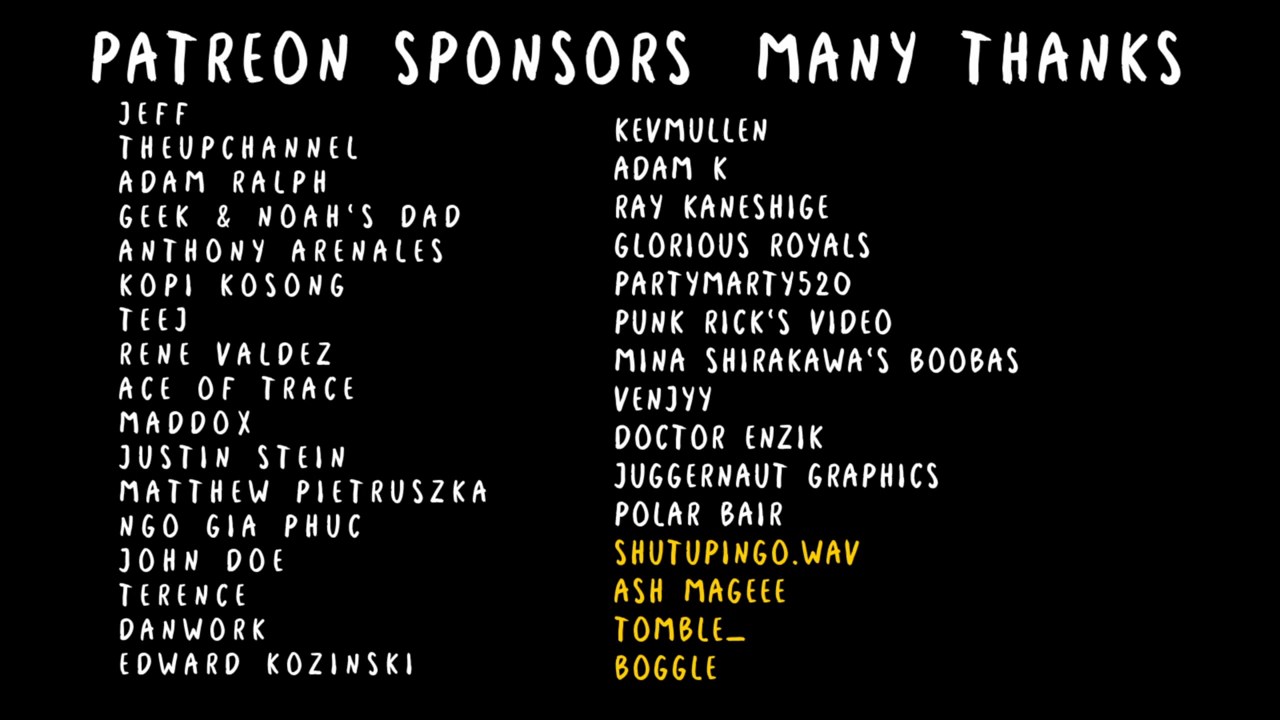 PATREON SPONSORS MANY THANKS
JEFF
THEUPCHANNEL
ADAM RALPH
GEEK & NOAH'S DAD
ANTHONY ARENALES
KOPI KOSONG
TEEJ
RENE VALDEZ
ACE OF TRACE
MADDOX
JUSTIN STEIN
MATTHEW PIETRUSZKA
NGO GIA PHUC
JOHN DOE
TERENCE
DANWORK
EDWARD KOZINSKI
KEVMULLEN
ADAM K
RAY KANESHIGE
GLORIOUS ROYALS
PARTYMARTY520
PUNK RICK'S VIDEO
MINA SHIRAKAWA'S BOOBAS
VENJYY
DOCTOR ENZIK
JUGGERNAUT GRAPHICS
POLAR BAIR
SHUTUPINGO.WAV
ASH MAGEEE
TOMBLE_
BOGGLE